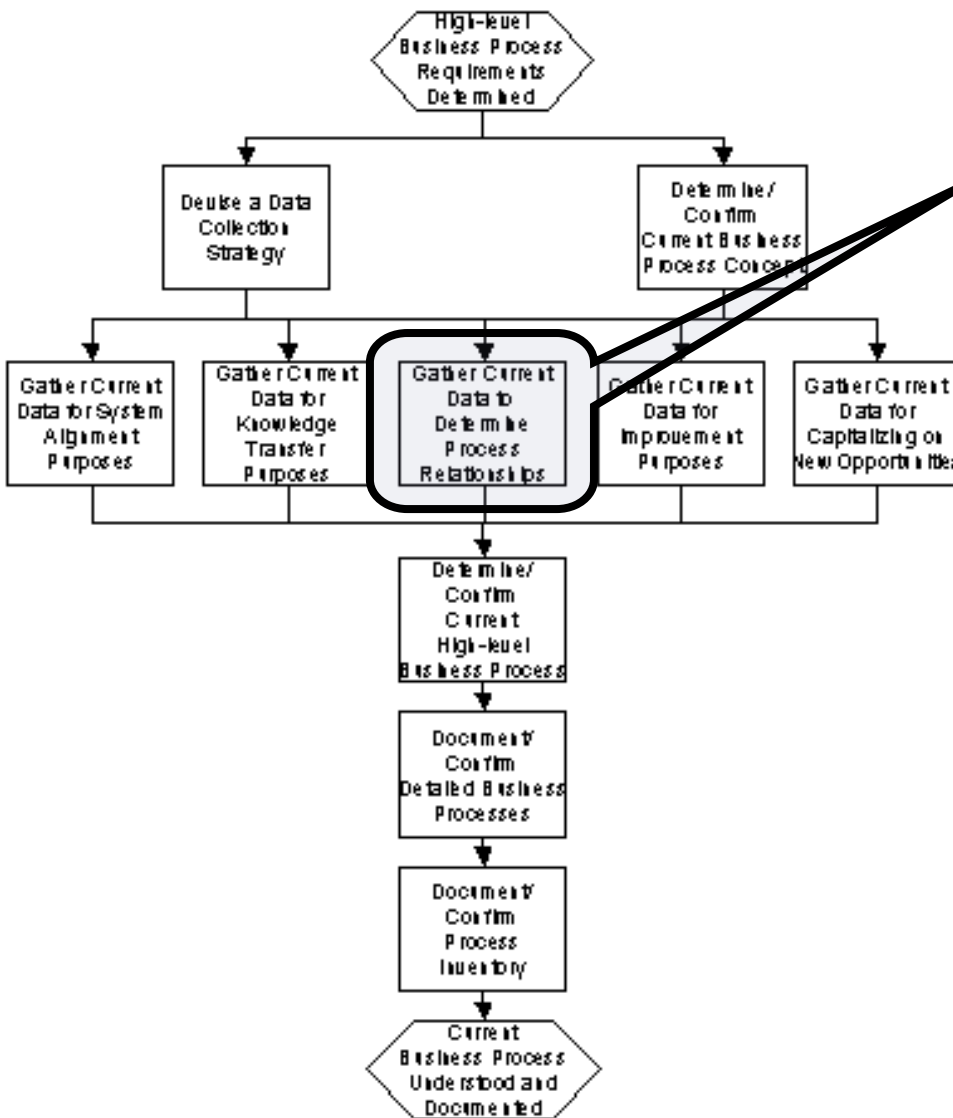 High-level
Business Process
Requirements
Determined
Devise a Data
Collection
Strategy
Determine/
Confirm
Current Business
Process Concept
Gather Current
Data for System
Alignment
Purposes
Gather Current
Data for
Knowledge
Transfer
Purposes
Gather Current
Data to
Determine
Process
Relationships
Gather Current
Data for
Improvement
Purposes
Gather Current
Data for
Capitalizing on
New Opportunities
Determine/
Confirm
Current
High-level
Business Process
Document/
Confirm
Detailed Business
Processes
Document/
Confirm
Process
Inventory
Current
Business Process
Understood and
Documented